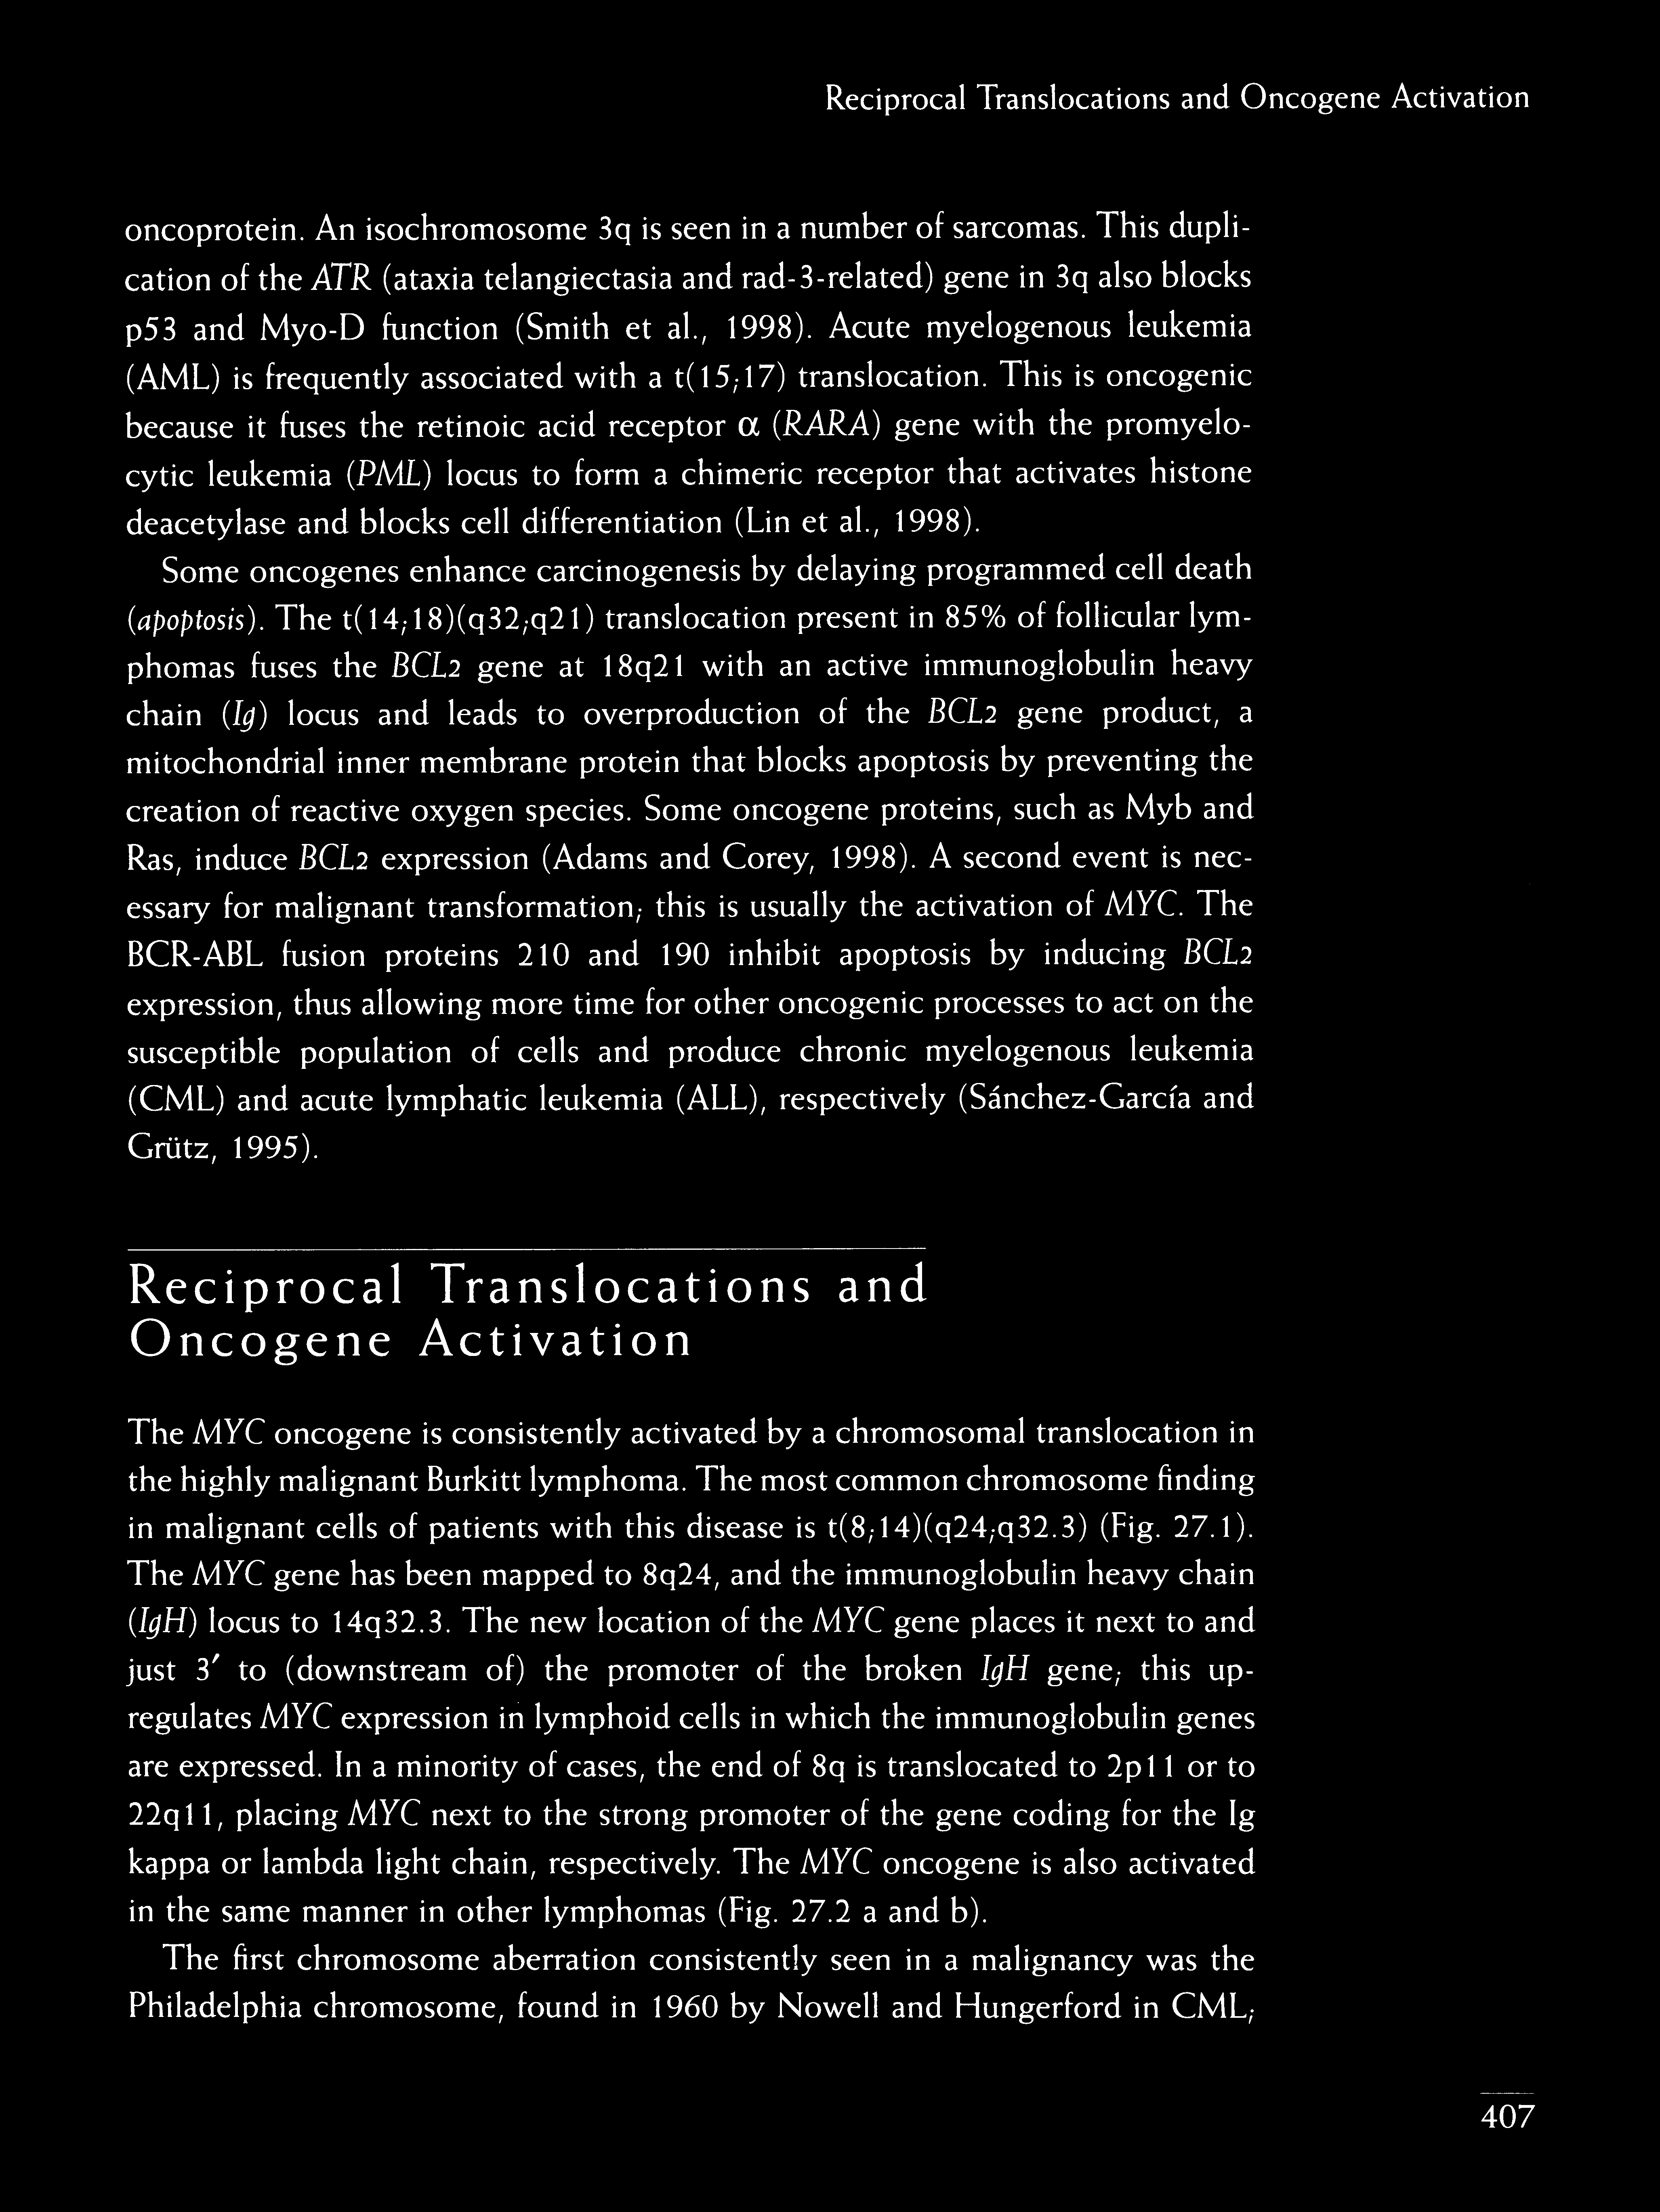 Reciprocal Translocations and Oncogene Activation
oncoprotein. An isochromosome 3q is seen in a number of sarcomas. This dupli-
cation of the ATR (ataxia telangiectasia and rad-3-related) gene in 3q also blocks
p53 and Myo-D function (Smith et al., 1998). Acute myelogenous leukemia
(AML) is frequently associated with a t(15;17) translocation. This is oncogenic
because it fuses the retinoic acid receptor α (RARA) gene with the promyelo-
cytic leukemia (PML) locus to form a chimeric receptor that activates histone
deacetylase and blocks cell differentiation (Lin et al., 1998).
Some oncogenes enhance carcinogenesis by delaying programmed cell death
(apoptosis). The t(14;18)(q32;q21) translocation present in 85% of follicular lym-
phomas fuses the BCL2 gene at 18q21 with an active immunoglobulin heavy
chain (Ig) locus and leads to overproduction of the BCL2 gene product, a
mitochondrial inner membrane protein that blocks apoptosis by preventing the
creation of reactive oxygen species. Some oncogene proteins, such as Myb and
Ras, induce BCL2 expression (Adams and Corey, 1998). A second event is nec-
essary for malignant transformation; this is usually the activation of MYC. The
BCR-ABL fusion proteins 210 and 190 inhibit apoptosis by inducing BCL2
expression, thus allowing more time for other oncogenic processes to act on the
susceptible population of cells and produce chronic myelogenous leukemia
(CML) and acute lymphatic leukemia (ALL), respectively (Sánchez-García and
Grütz, 1995).
Reciprocal Translocations and
Oncogene Activation
The MYC oncogene is consistently activated by a chromosomal translocation in
the highly malignant Burkitt lymphoma. The most common chromosome finding
in malignant cells of patients with this disease is t(8;14)(q24;q32.3) (Fig. 27.1).
The MYC gene has been mapped to 8q24, and the immunoglobulin heavy chain
(IgH) locus to 14q32.3. The new location of the MYC gene places it next to and
just 3′ to (downstream of) the promoter of the broken IgH gene; this up-
regulates MYC expression in lymphoid cells in which the immunoglobulin genes
are expressed. In a minority of cases, the end of 8q is translocated to 2p11 or to
22q11, placing MYC next to the strong promoter of the gene coding for the Ig
kappa or lambda light chain, respectively. The MYC oncogene is also activated
in the same manner in other lymphomas (Fig. 27.2 a and b).
The first chromosome aberration consistently seen in a malignancy was the
Philadelphia chromosome, found in 1960 by Nowell and Hungerford in CML;
407